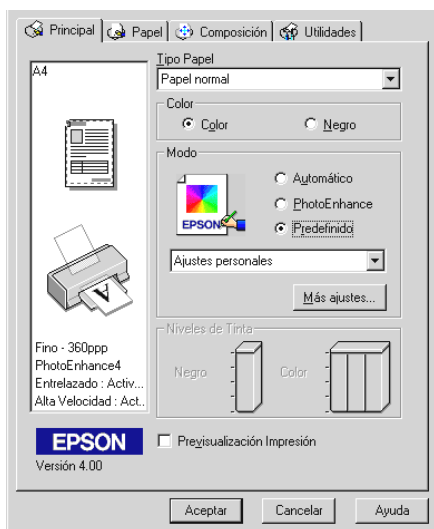 Principal Papel Composición Utilidades
A4
Tipo Papel
Papel normal
Color
Color Negro
Modo
EPSON
Automático
PhotoEnhance
Predefinido
Ajustes personales
Más ajustes...
Niveles de Tinta
Negro Color
A
Fino - 360ppp
PhotoEnhance4
Entrelazado : Activ...
Alta Velocidad : Act..
EPSON
Versión 4.00
Previsualización Impresión
Aceptar Cancelar Ayuda